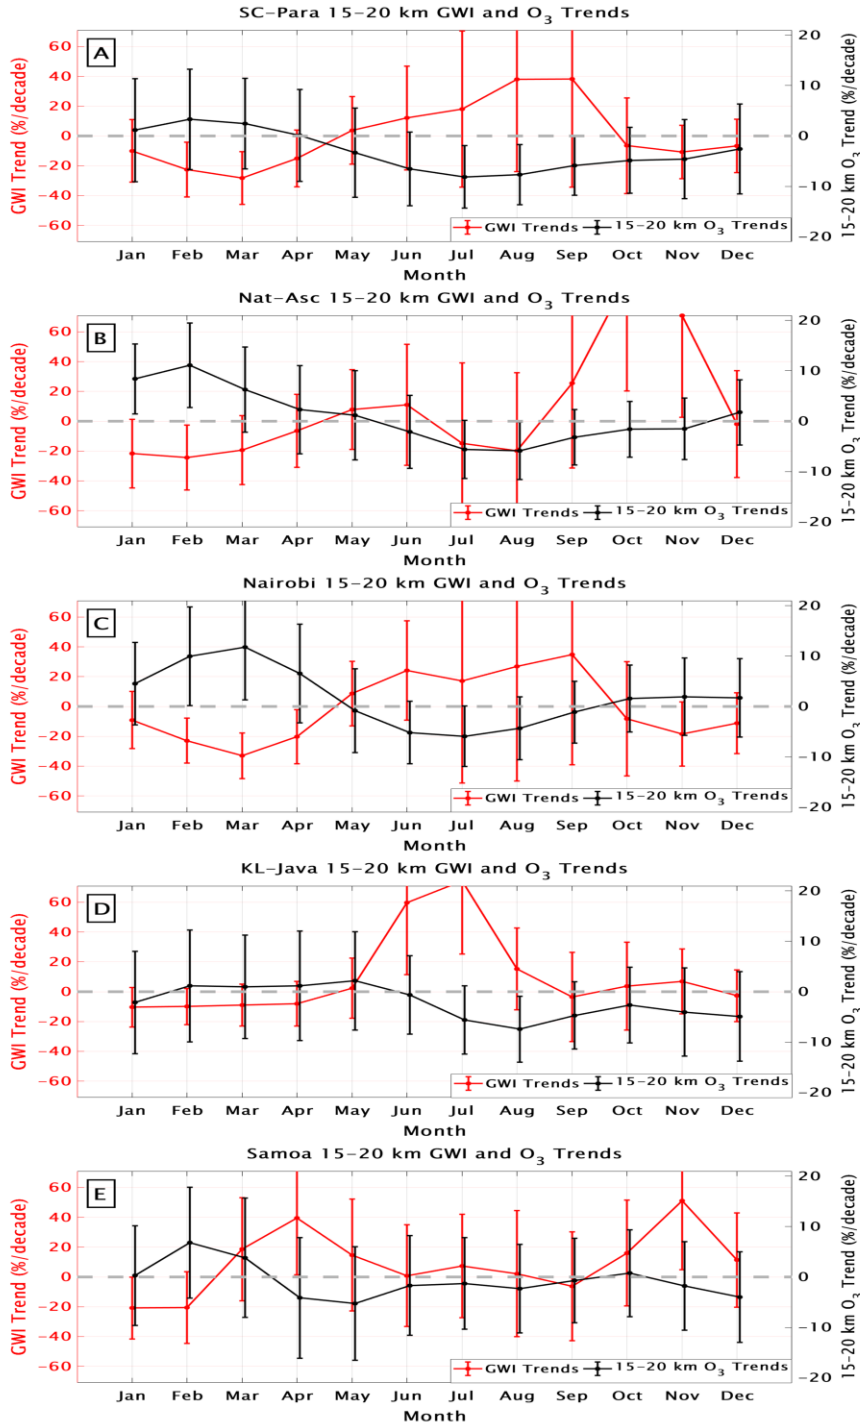 SC-Para 15-20 km GWI and O3 Trends
A
GWI Trend (%/decade)
60
40
20
0
-20
-40
-60
20
10
0
-10
-20
15-20 km O3 Trend (%/decade)
GWI Trends 15-20 km O3 Trends
Jan Feb Mar Apr May Jun Jul Aug Sep Oct Nov Dec
Month
Nat-Asc 15-20 km GWI and O3 Trends
B
GWI Trend (%/decade)
60
40
20
0
-20
-40
-60
20
10
0
-10
-20
15-20 km O3 Trend (%/decade)
GWI Trends 15-20 km O3 Trends
Jan Feb Mar Apr May Jun Jul Aug Sep Oct Nov Dec
Month
Nairobi 15-20 km GWI and O3 Trends
C
GWI Trend (%/decade)
60
40
20
0
-20
-40
-60
20
10
0
-10
-20
15-20 km O3 Trend (%/decade)
GWI Trends 15-20 km O3 Trends
Jan Feb Mar Apr May Jun Jul Aug Sep Oct Nov Dec
Month
KL-Java 15-20 km GWI and O3 Trends
D
GWI Trend (%/decade)
60
40
20
0
-20
-40
-60
20
10
0
-10
-20
15-20 km O3 Trend (%/decade)
GWI Trends 15-20 km O3 Trends
Jan Feb Mar Apr May Jun Jul Aug Sep Oct Nov Dec
Month
Samoa 15-20 km GWI and O3 Trends
E
GWI Trend (%/decade)
60
40
20
0
-20
-40
-60
20
10
0
-10
-20
15-20 km O3 Trend (%/decade)
GWI Trends 15-20 km O3 Trends
Jan Feb Mar Apr May Jun Jul Aug Sep Oct Nov Dec
Month